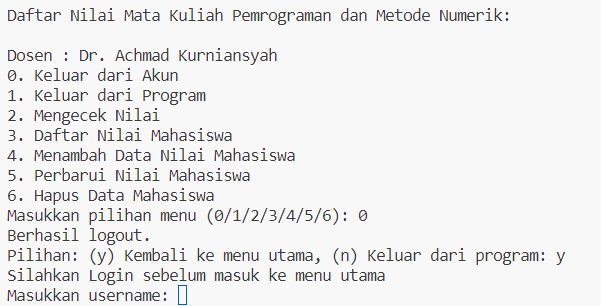 Daftar Nilai Mata Kuliah Pemrograman dan Metode Numerik:
Dosen : Dr. Achmad Kurniansyah
0. Keluar dari Akun
1. Keluar dari Program
2. Mengecek Nilai
3. Daftar Nilai Mahasiswa
4. Menambah Data Nilai Mahasiswa
5. Perbarui Nilai Mahasiswa
6. Hapus Data Mahasiswa
Masukkan pilihan menu (0/1/2/3/4/5/6): 0
Berhasil logout.
Pilihan: (y) Kembali ke menu utama, (n) Keluar dari program: y
Silahkan Login sebelum masuk ke menu utama
Masukkan username: